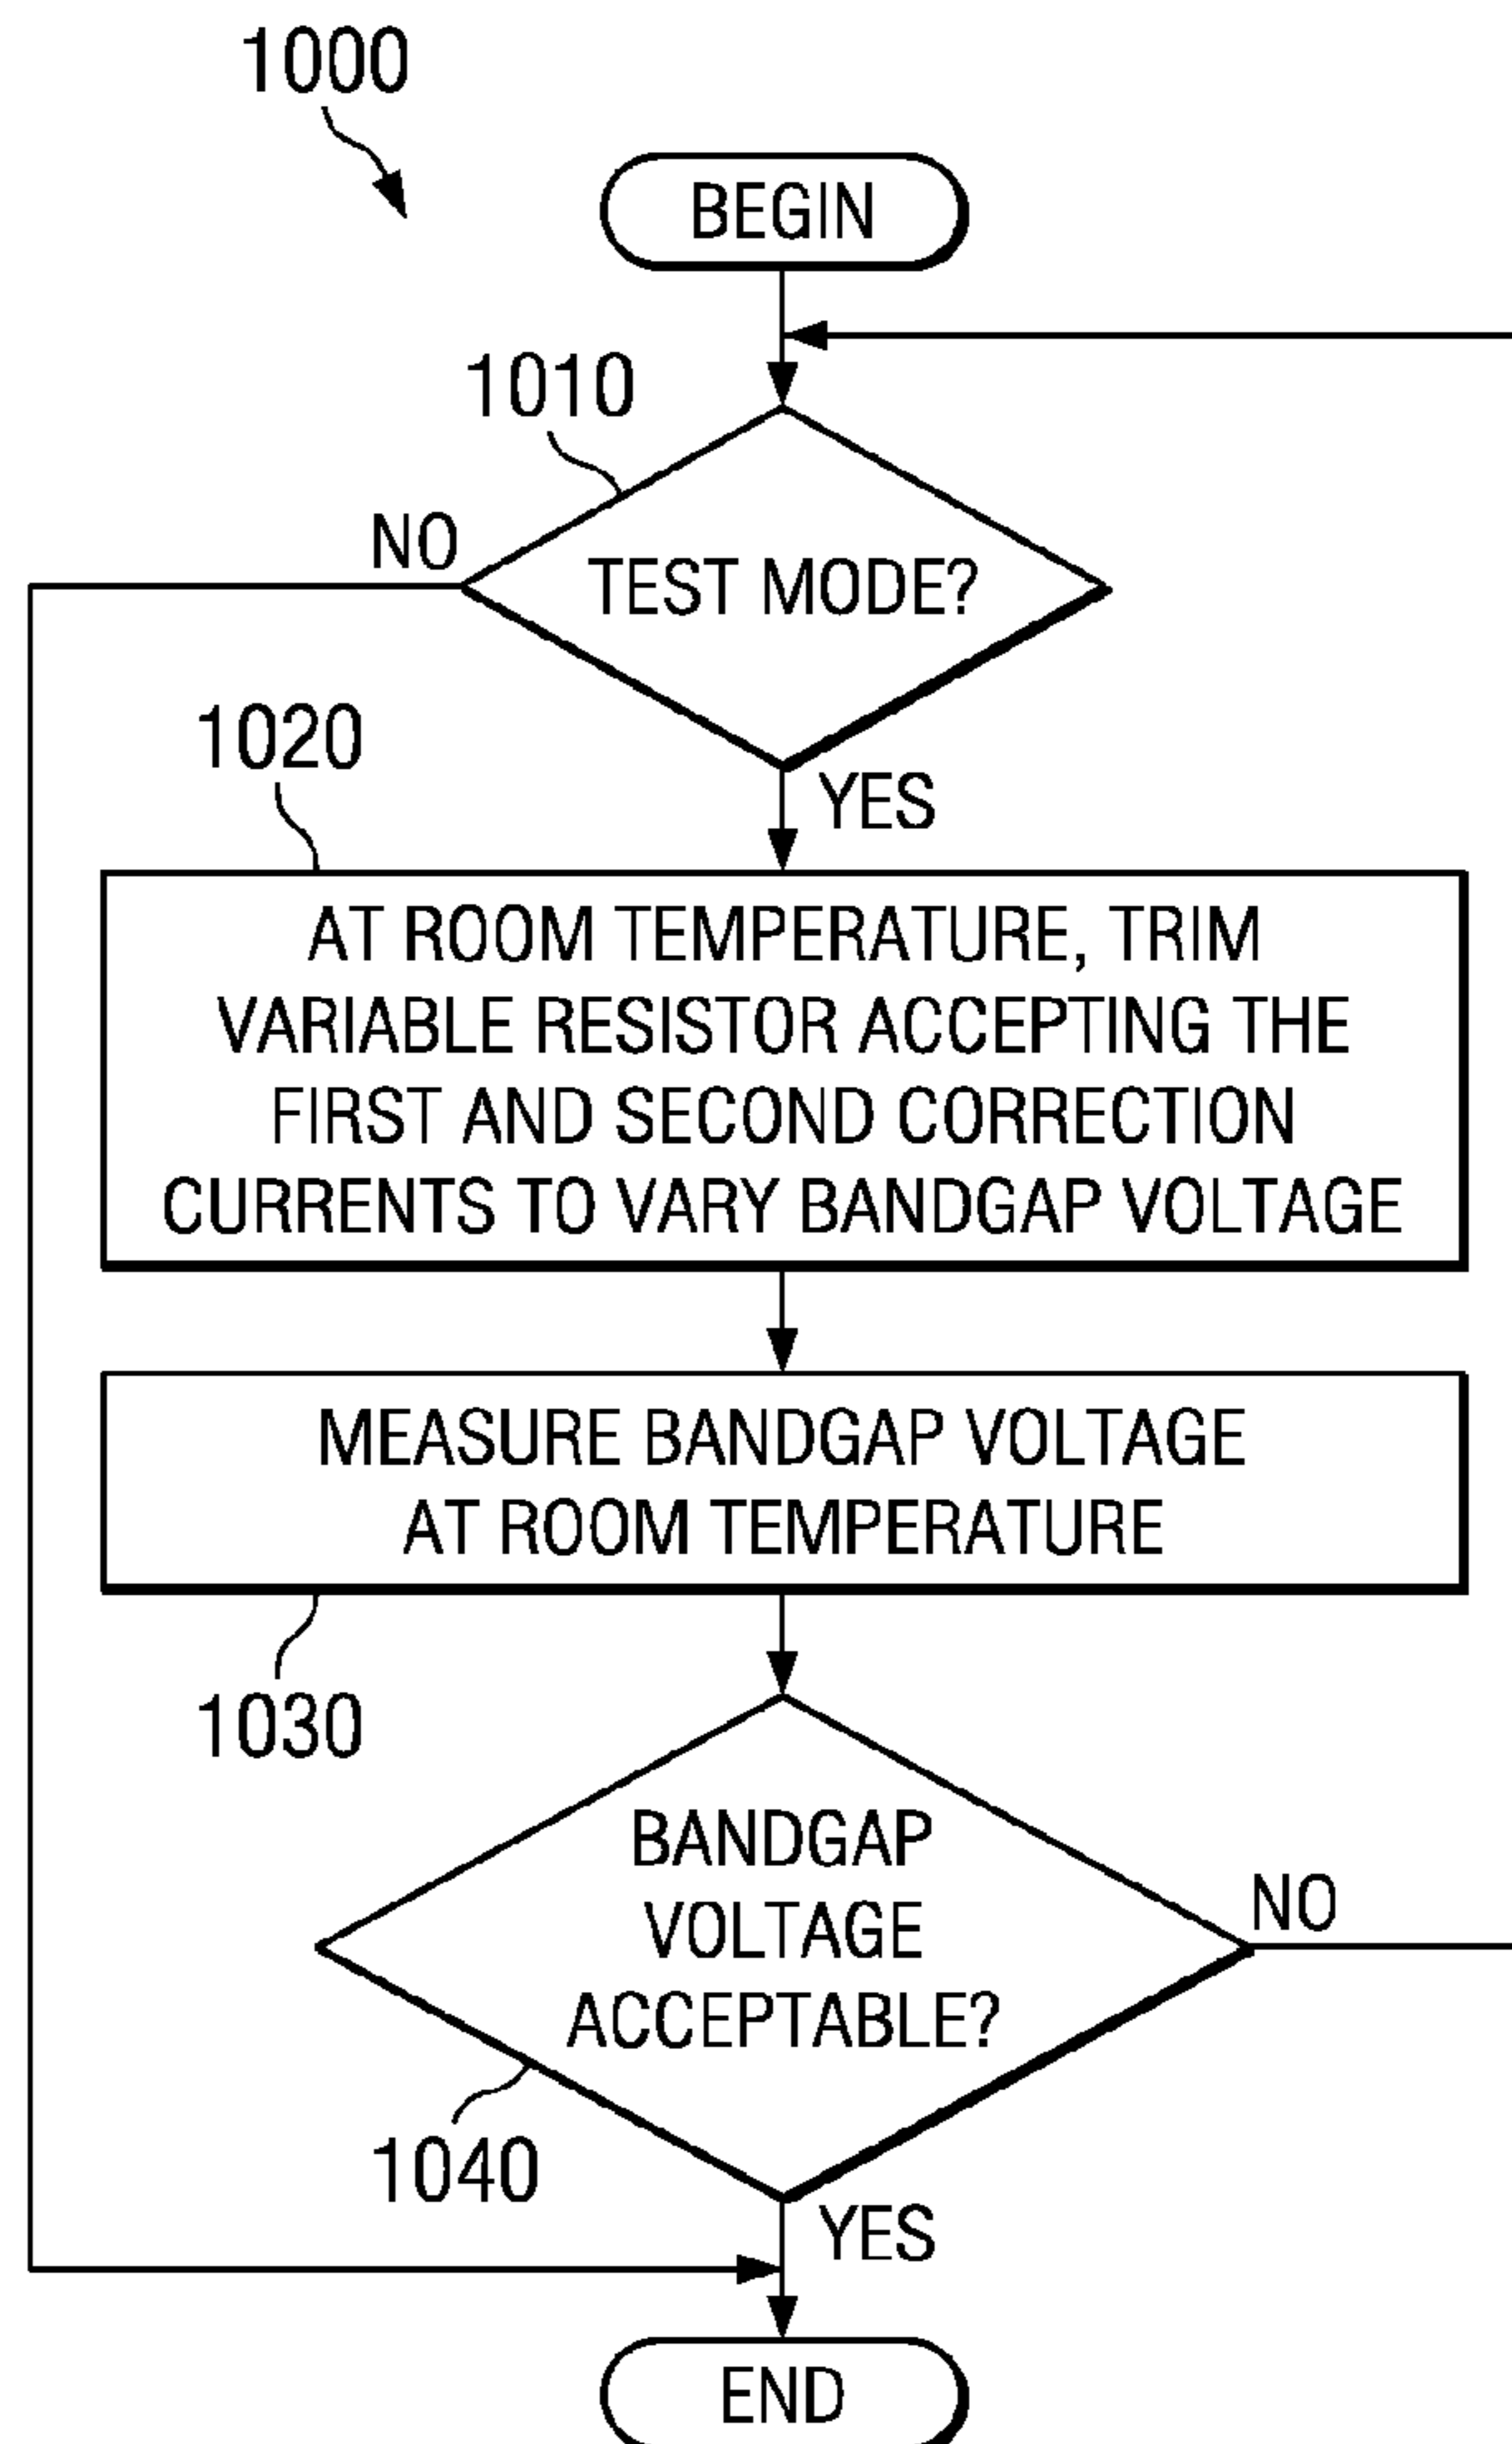 1000
BEGIN
1010
NO
TEST MODE?
YES
1020
AT ROOM TEMPERATURE, TRIM
VARIABLE RESISTOR ACCEPTING THE
FIRST AND SECOND CORRECTION
CURRENTS TO VARY BANDGAP VOLTAGE
MEASURE BANDGAP VOLTAGE
AT ROOM TEMPERATURE
1030
BANDGAP
VOLTAGE
ACCEPTABLE?
NO
1040
YES
END